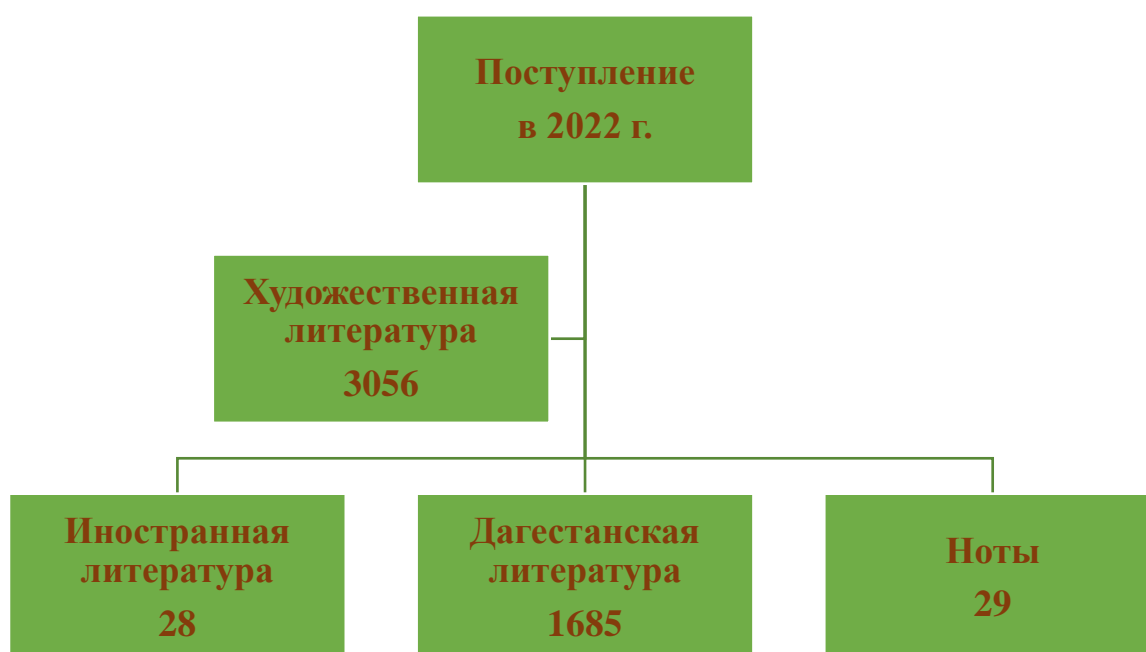 Поступление
в 2022 г.
Художественная
литература
3056
Иностранная
литература
28
Дагестанская
литература
1685
Ноты
29